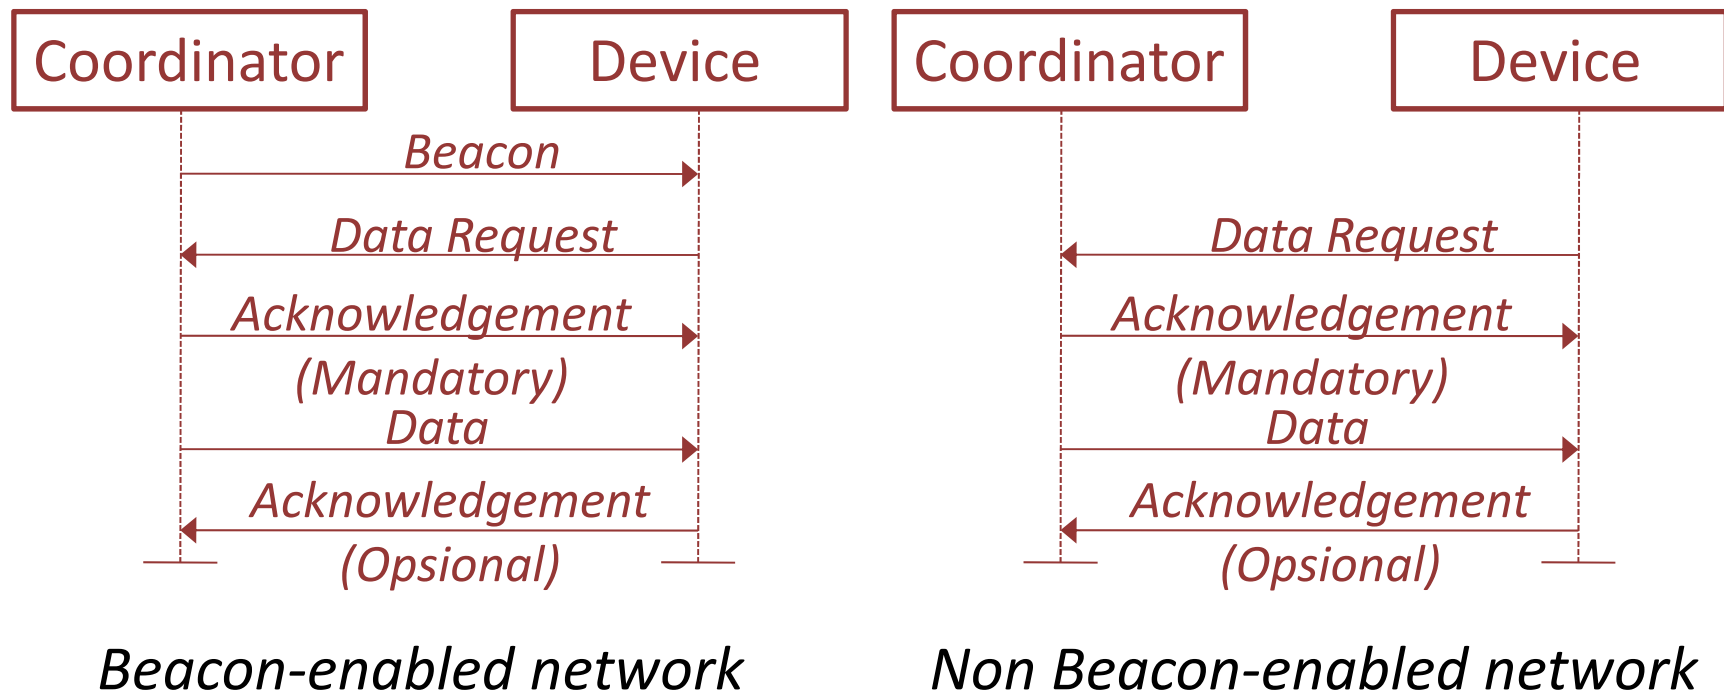 Coordinator
Device
Beacon
Data Request
Acknowledgement
(Mandatory)
Data
Acknowledgement
(Opsional)
Beacon-enabled network
Coordinator
Device
Data Request
Acknowledgement
(Mandatory)
Data
Acknowledgement
(Opsional)
Non Beacon-enabled network